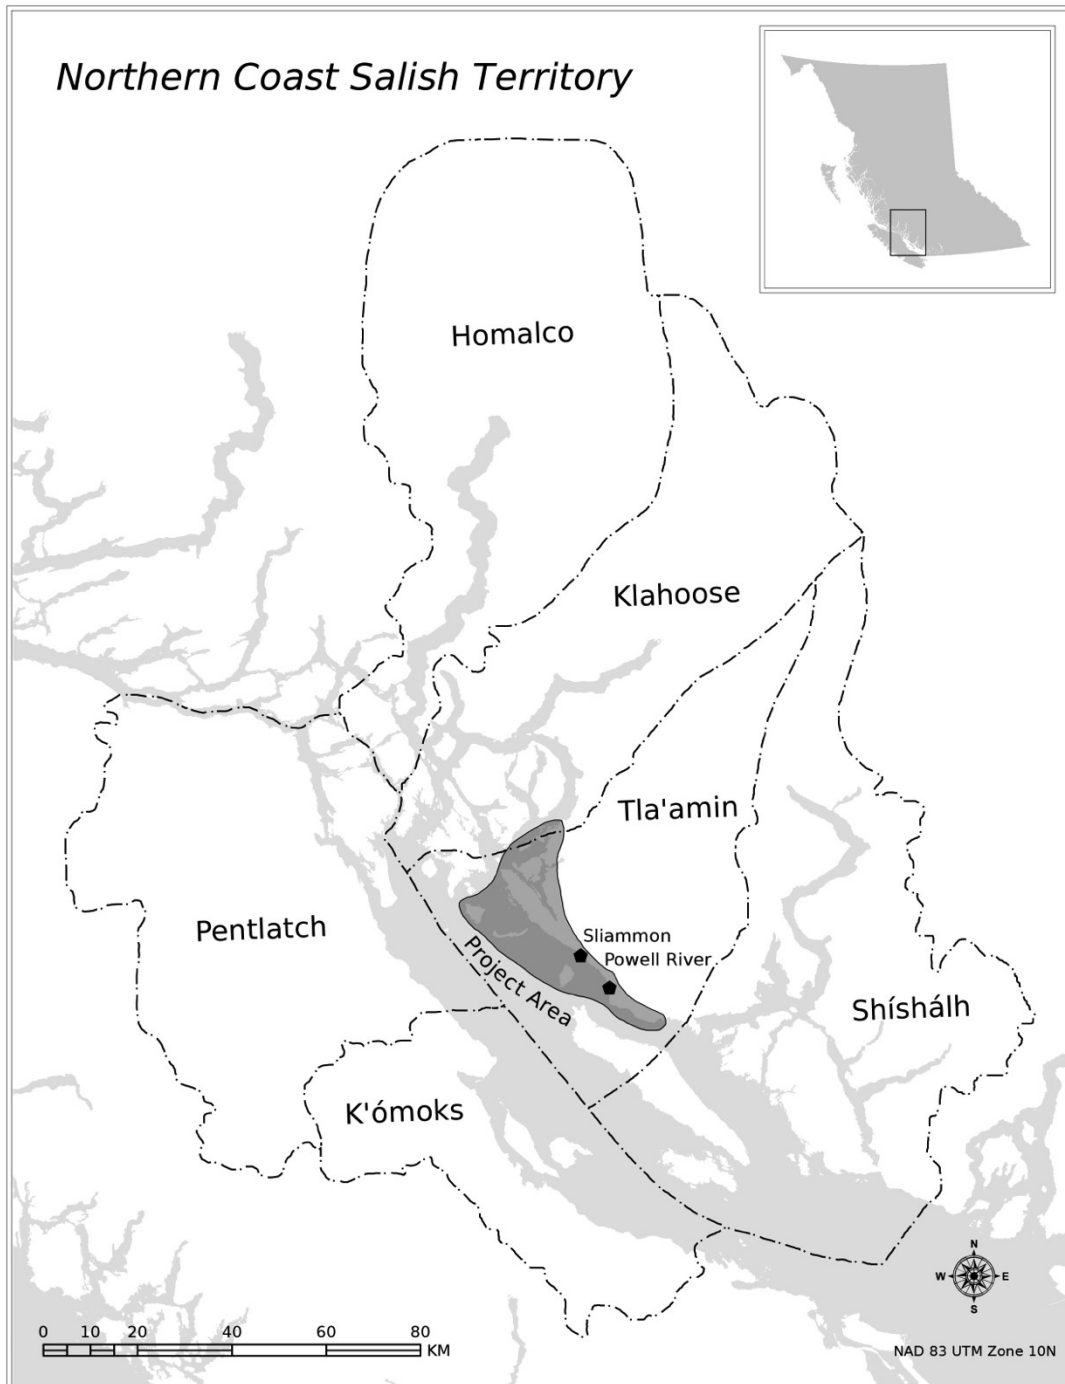 Northern Coast Salish Territory
Homalco
Klahoose
Tla'amin
Pentlatch
Sliammon
Powell River
Project Area
Shíshálh
K'ómoks
N
W E
S
0 10 20 40 60 80
KM
NAD 83 UTM Zone 10N